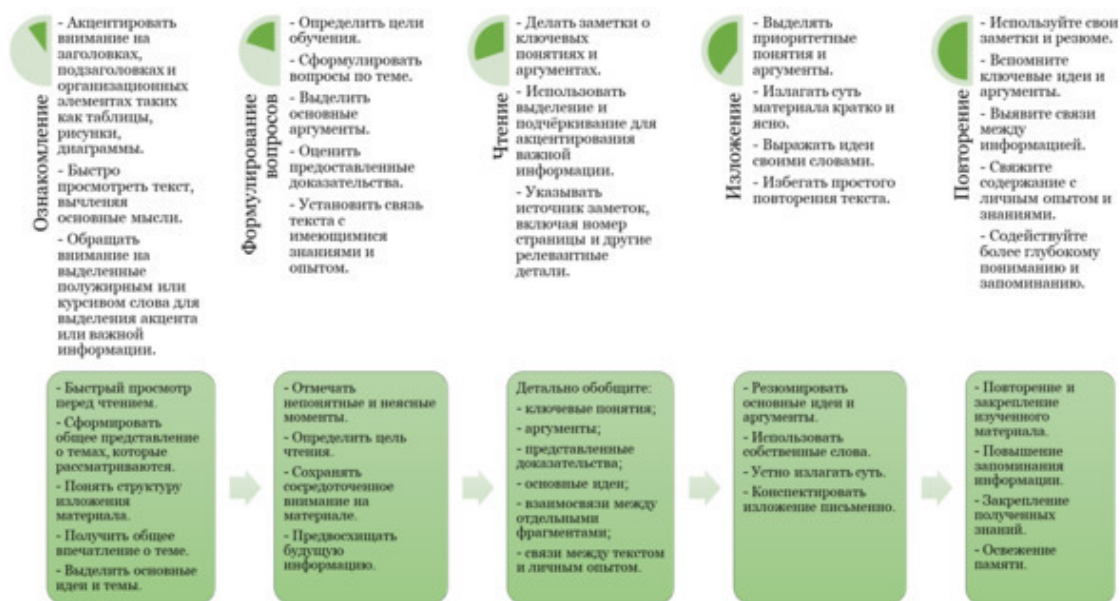 Ознакомление
- Акцентировать
внимание на
заголовках,
подзаголовках и
организационных
элементах таких
как таблицы,
рисунки,
диаграммы.
- Быстро
просмотреть текст,
вычленяя
основные мысли.
- Обращать
внимание на
выделенные
полужирным или
курсивом слова для
выделения акцента
или важной
информации.
Формулирование
вопросов
- Определить цели
обучения.
- Сформулировать
вопросы по теме.
- Выделить
основные
аргументы.
- Оценить
предоставленные
доказательства.
- Установить связь
текста с
имеющимися
знаниями и
опытом.
Чтение
- Делать заметки о
ключевых
понятиях и
аргументах.
- Использовать
выделение и
подчёркивание для
акцентирования
важной
информации.
- Указывать
источник заметок,
включая номер
страницы и другие
релевантные
детали.
Изложение
- Выделять
приоритетные
понятия и
аргументы.
- Излагать суть
материала кратко и
ясно.
- Выражать идеи
своими словами.
- Избегать простого
повторения текста.
Повторение
- Используйте свои
заметки и резюме.
- Вспомните
ключевые идеи и
аргументы.
- Выявите связи
между
информацией.
- Свяжите
содержание с
личным опытом и
знаниями.
- Содействуйте
более глубокому
пониманию и
запоминанию.
- Быстрый просмотр
перед чтением.
- Сформировать
общее представление
о темах, которые
рассматриваются.
- Понять структуру
изложения
материала.
- Получить общее
впечатление о теме.
- Выделить основные
идеи и темы.
- Отмечать
непонятные и неясные
моменты.
- Определить цель
чтения.
- Сохранять
сосредоточенное
внимание на
материале.
- Предвосхищать
будущую
информацию.
Детально обобщите:
- ключевые понятия;
- аргументы;
- представленные
доказательства;
- основные идеи;
- взаимосвязи между
отдельными
фрагментами;
- связи между текстом
и личным опытом.
- Резюмировать
основные идеи и
аргументы.
- Использовать
собственные слова.
- Устно излагать суть.
- Конспектировать
изложение письменно.
- Повторение и
закрепление
изученного
материала.
- Повышение
запоминания
информации.
- Закрепление
полученных
знаний.
- Освежение
памяти.